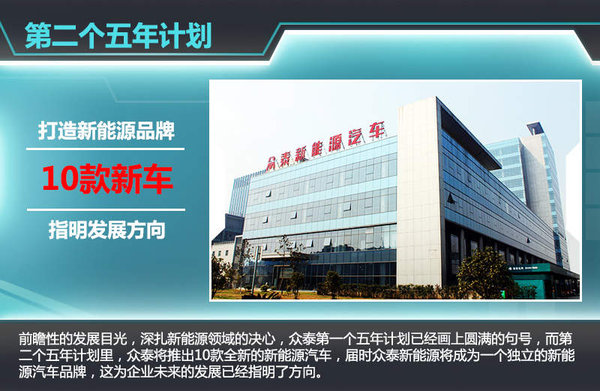 第二个五年计划
打造新能源品牌
10款新车
指明发展方向
众泰新能源汽车
前瞻性的发展目光，深扎新能源领域的决心，众泰第一个五年计划已经画上圆满的句号，而第
二个五年计划里，众泰将推出10款全新的新能源汽车，届时众泰新能源将成为一个独立的新能
源汽车品牌，这为企业未来的发展已经指明了方向。